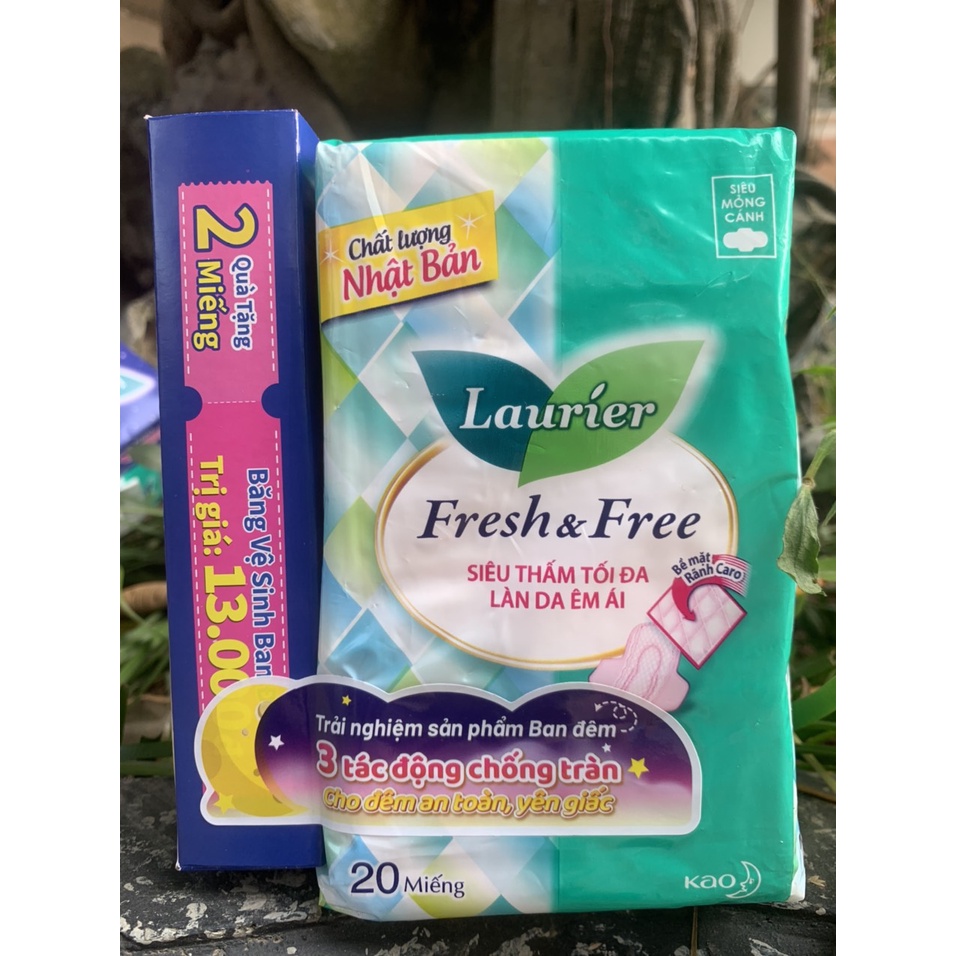 2 Quà Tặng
Miếng
Băng Vệ Sinh Ban
Trị giá: 13.00
Chất lượng
Nhật Bản
SIÊU
MỎNG
CÁNH
Laurier
Fresh & Free
SIÊU THẤM TỐI ĐA
LÀN DA ÊM ÁI
Bề mặt
Rãnh Caro
Trải nghiệm sản phẩm Ban đêm
3 tác động chống tràn
Cho đêm an toàn, yên giấc
20 Miếng
Kao